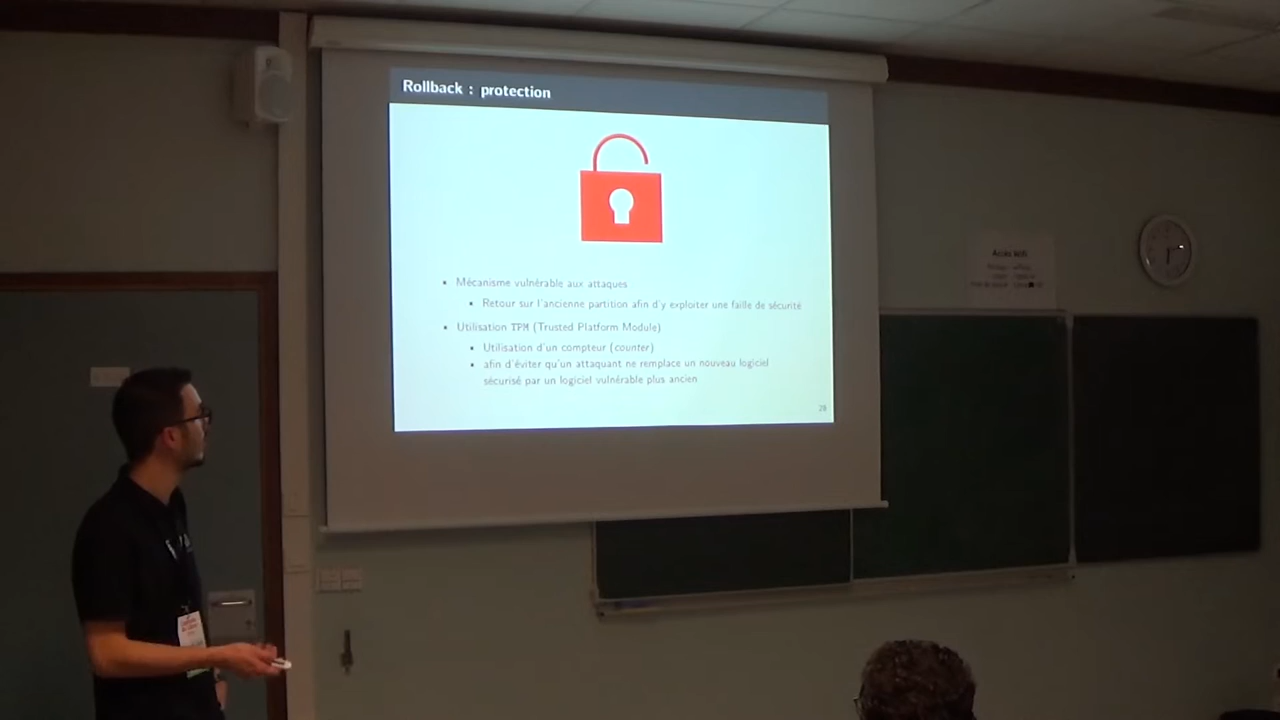 Rollback : protection
Mécanisme vulnérable aux attaques
Retour sur l'ancienne partition afin d'y exploiter une faille de sécurité
Utilisation TPM (Trusted Platform Module)
Utilisation d'un compteur (counter)
afin d'éviter qu'un attaquant ne remplace un nouveau logiciel
sécurisé par un logiciel vulnérable plus ancien
28
Accès Wifi